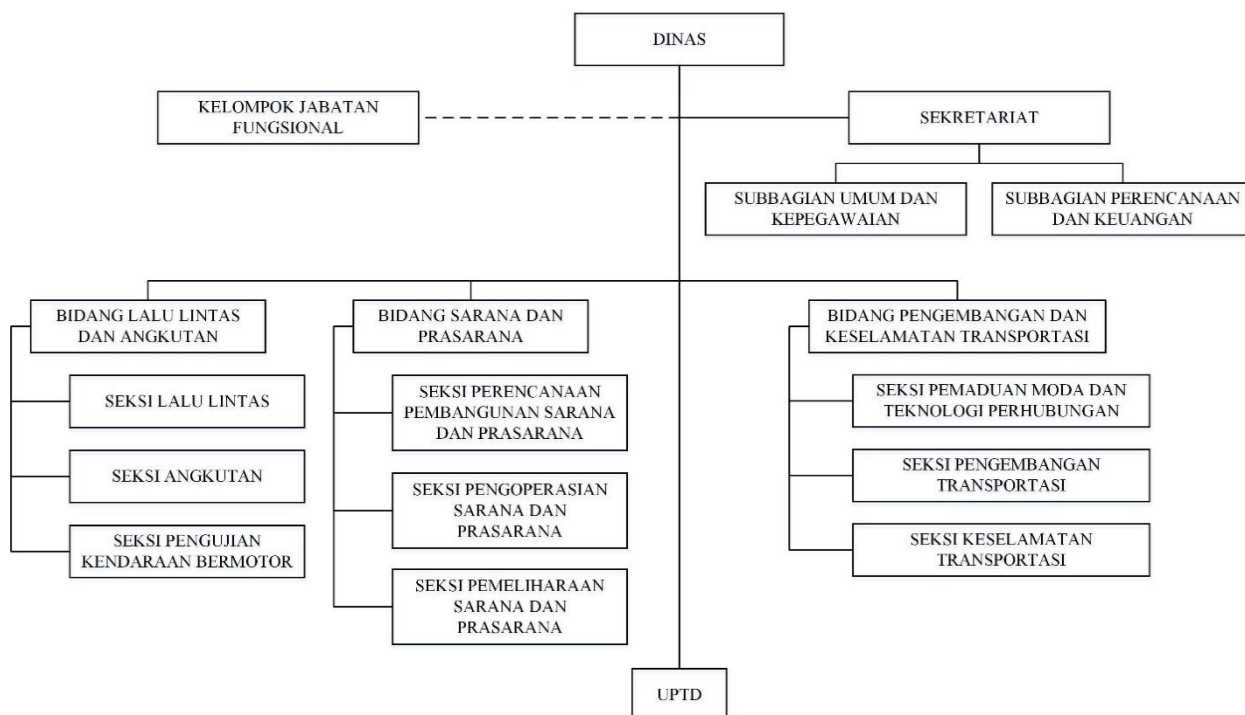 DINAS
KELOMPOK JABATAN
FUNGSIONAL
SEKRETARIAT
SUBBAGIAN UMUM DAN
KEPEGAWAIAN
SUBBAGIAN PERENCANAAN
DAN KEUANGAN
BIDANG LALU LINTAS
DAN ANGKUTAN
SEKSI LALU LINTAS
SEKSI ANGKUTAN
SEKSI PENGUJIAN
KENDARAAN BERMOTOR
BIDANG SARANA DAN
PRASARANA
SEKSI PERENCANAAN
PEMBANGUNAN SARANA
DAN PRASARANA
SEKSI PENGOPERASIAN
SARANA DAN
PRASARANA
SEKSI PEMELIHARAAN
SARANA DAN
PRASARANA
BIDANG PENGEMBANGAN DAN
KESELAMATAN TRANSPORTASI
SEKSI PEMADUAN MODA DAN
TEKNOLOGI PERHUBUNGAN
SEKSI PENGEMBANGAN
TRANSPORTASI
SEKSI KESELAMATAN
TRANSPORTASI
UPTD